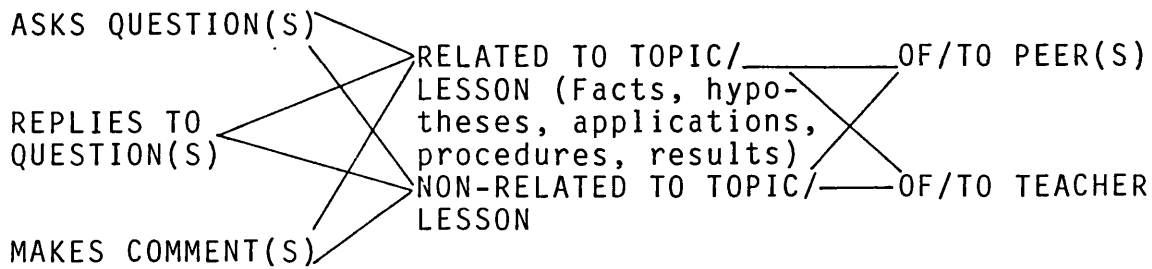 ASKS QUESTION(S)
RELATED TO TOPIC/ OF/TO PEER(S)
LESSON (Facts, hypo-
REPLIES TO theses, applications,
QUESTION(S) procedures, results)
NON-RELATED TO TOPIC/ OF/TO TEACHER
LESSON
MAKES COMMENT(S)